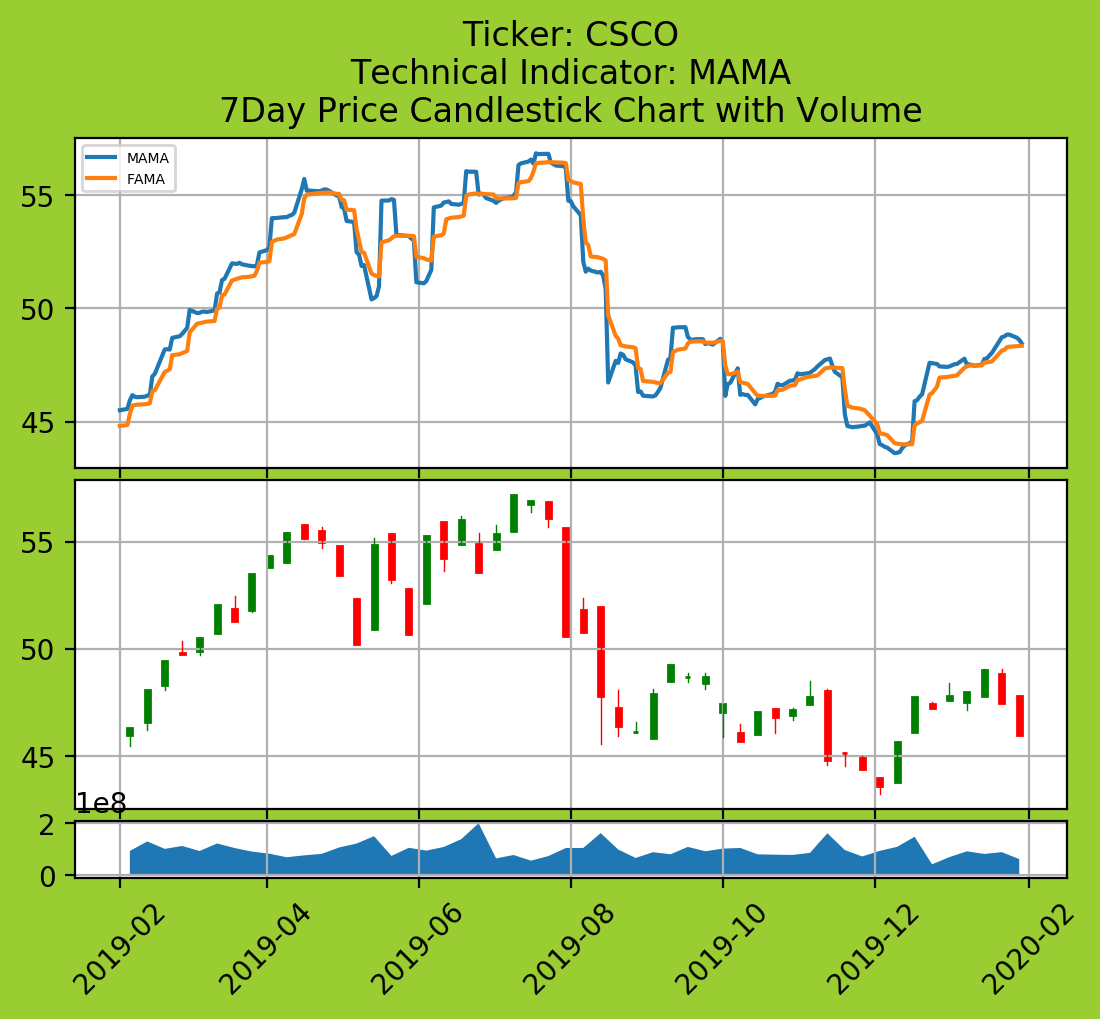 Ticker: CSCO
Technical Indicator: MAMA
7Day Price Candlestick Chart with Volume
MAMA
FAMA
55
50
45
55
50
45
1e8
2
0
2019-02
2019-04
2019-06
2019-08
2019-10
2019-12
2020-02